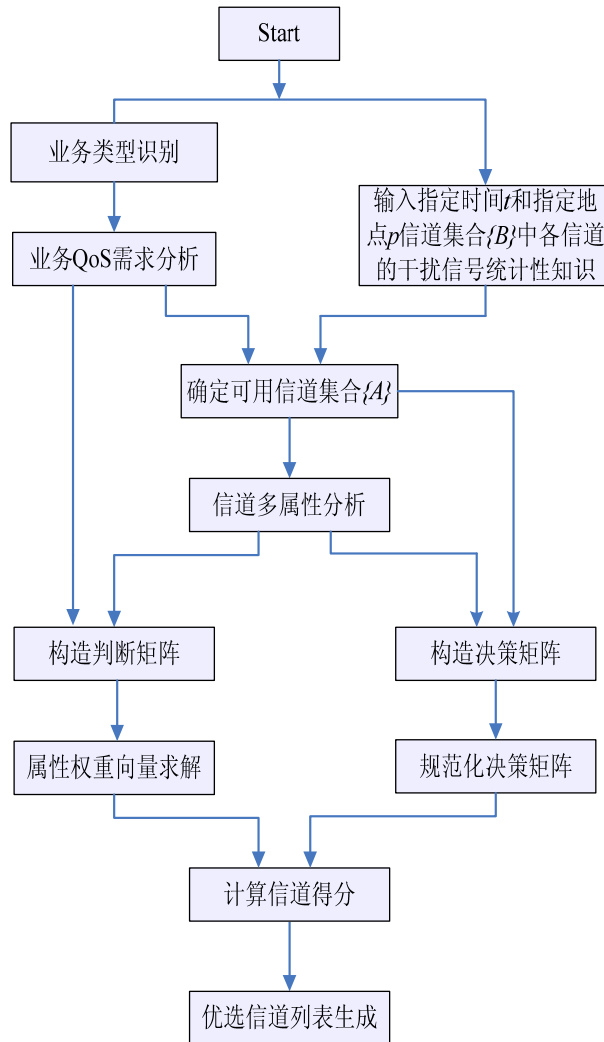 Start
业务类型识别
输入指定时间t和指定地
点p信道集合{B}中各信道
的干扰信号统计性知识
业务QoS需求分析
确定可用信道集合{A}
信道多属性分析
构造判断矩阵
构造决策矩阵
属性权重向量求解
规范化决策矩阵
计算信道得分
优选信道列表生成